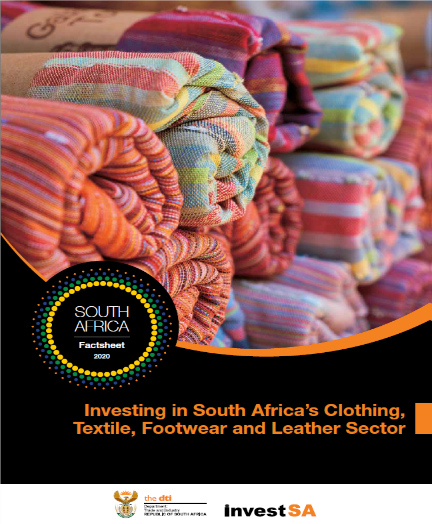 SOUTH
AFRICA
Factsheet
2020
Investing in South Africa's Clothing,
Textile, Footwear and Leather Sector
the dti
Department:
Trade and Industry
REPUBLIC OF SOUTH AFRICA
investSA